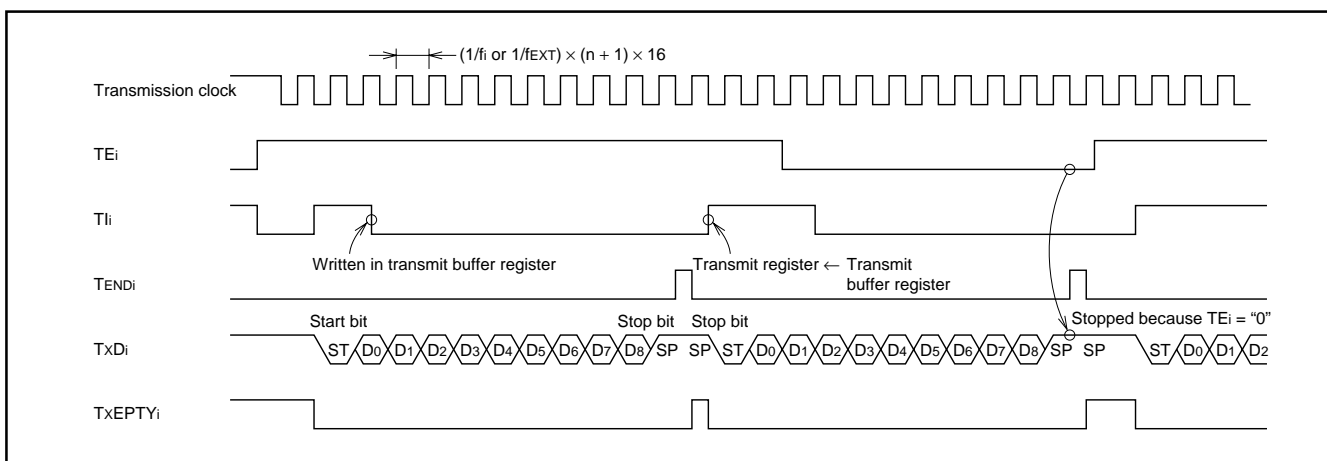 (1/fi or 1/fEXT) × (n + 1) × 16
Transmission clock
TEi
TIi
Written in transmit buffer register
Transmit register ← Transmit
buffer register
TENDi
Start bit
Stop bit
Stop bit
Stopped because TEi = “0”
TXDi
ST D0 D1 D2 D3 D4 D5 D6 D7 D8 SP SP ST D0 D1 D2 D3 D4 D5 D6 D7 D8 SP SP ST D0 D1 D2
TXEPTYi